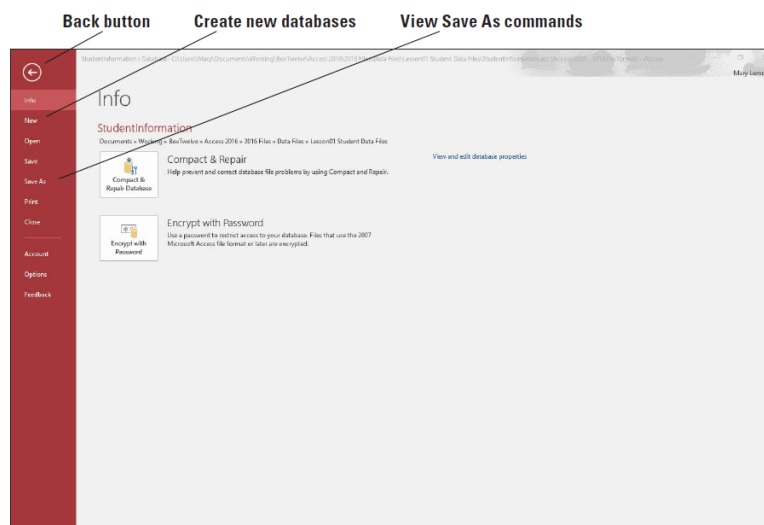 Back button Create new databases View Save As commands
Mary Leme
Info
Info
New
StudentInformation
Open
Documents » Working » BoxTwelve » Access 2016 » 2016 Files » Data Files » Lesson01 Student Data Files
Compact & Repair
View and edit database properties
Save
Help prevent and correct database file problems by using Compact and Repair.
Save As
Compact &
Repair Database
Print
Close
Encrypt with Password
Use a password to restrict access to your database. Files that use the 2007
Microsoft Access file format or later are encrypted.
Encrypt with
Password
Account
Options
Feedback